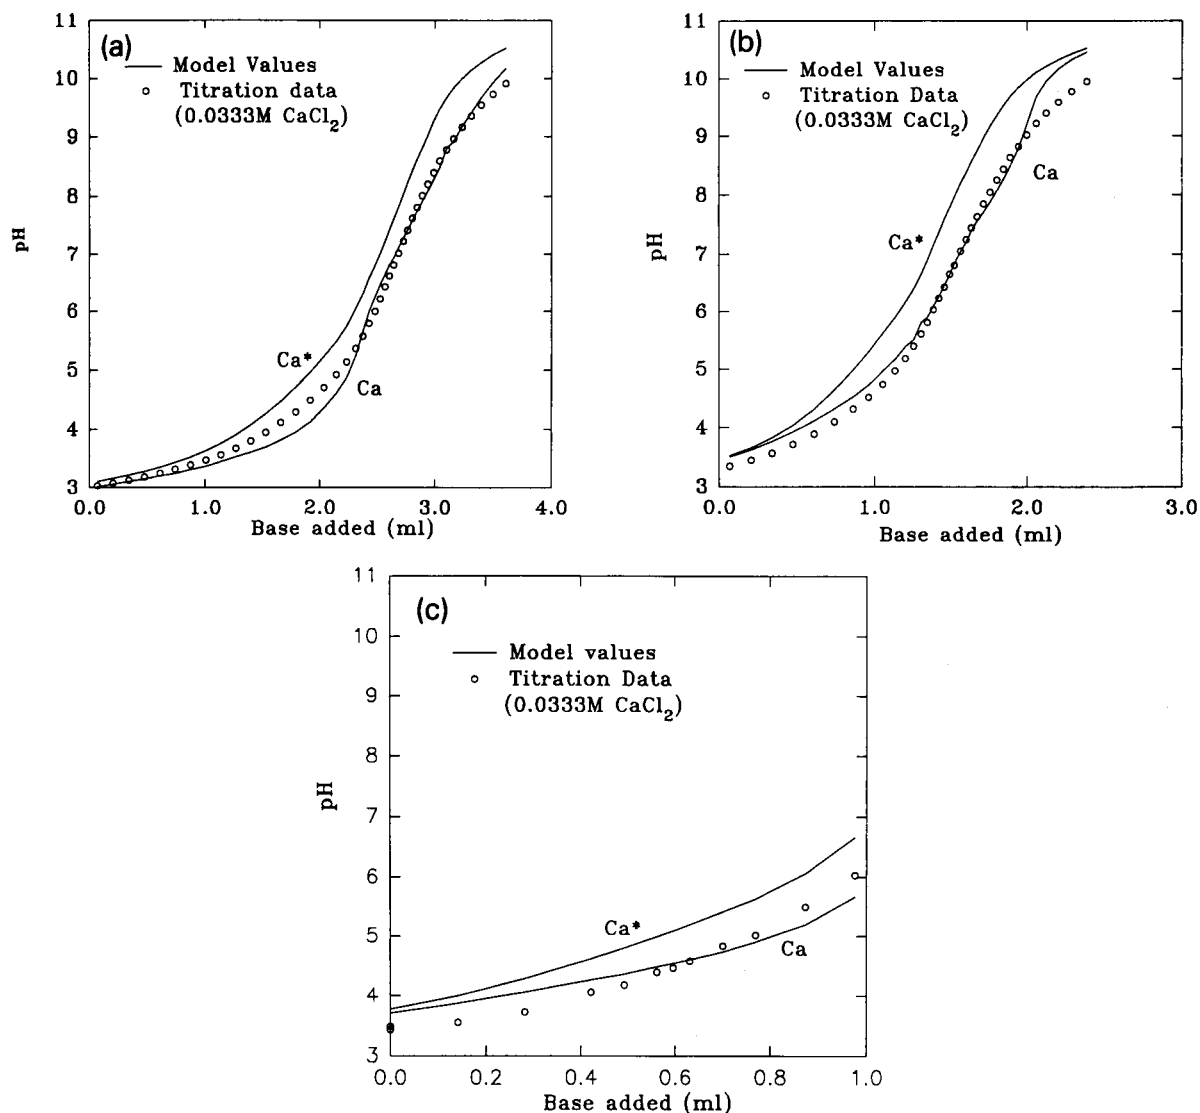 (a)
Model Values
Titration data
(0.0333M CaCl2)
11
10
9
8
7
6
5
4
3
pH
Ca*
Ca
0.0 1.0 2.0 3.0 4.0
Base added (ml)
(b)
Model Values
Titration Data
(0.0333M CaCl2)
11
10
9
8
7
6
5
4
3
pH
Ca*
Ca
0.0 1.0 2.0 3.0
Base added (ml)
(c)
Model values
Titration Data
(0.0333M CaCl2)
11
10
9
8
7
6
5
4
3
pH
Ca*
Ca
0.0 0.2 0.4 0.6 0.8 1.0
Base added (ml)